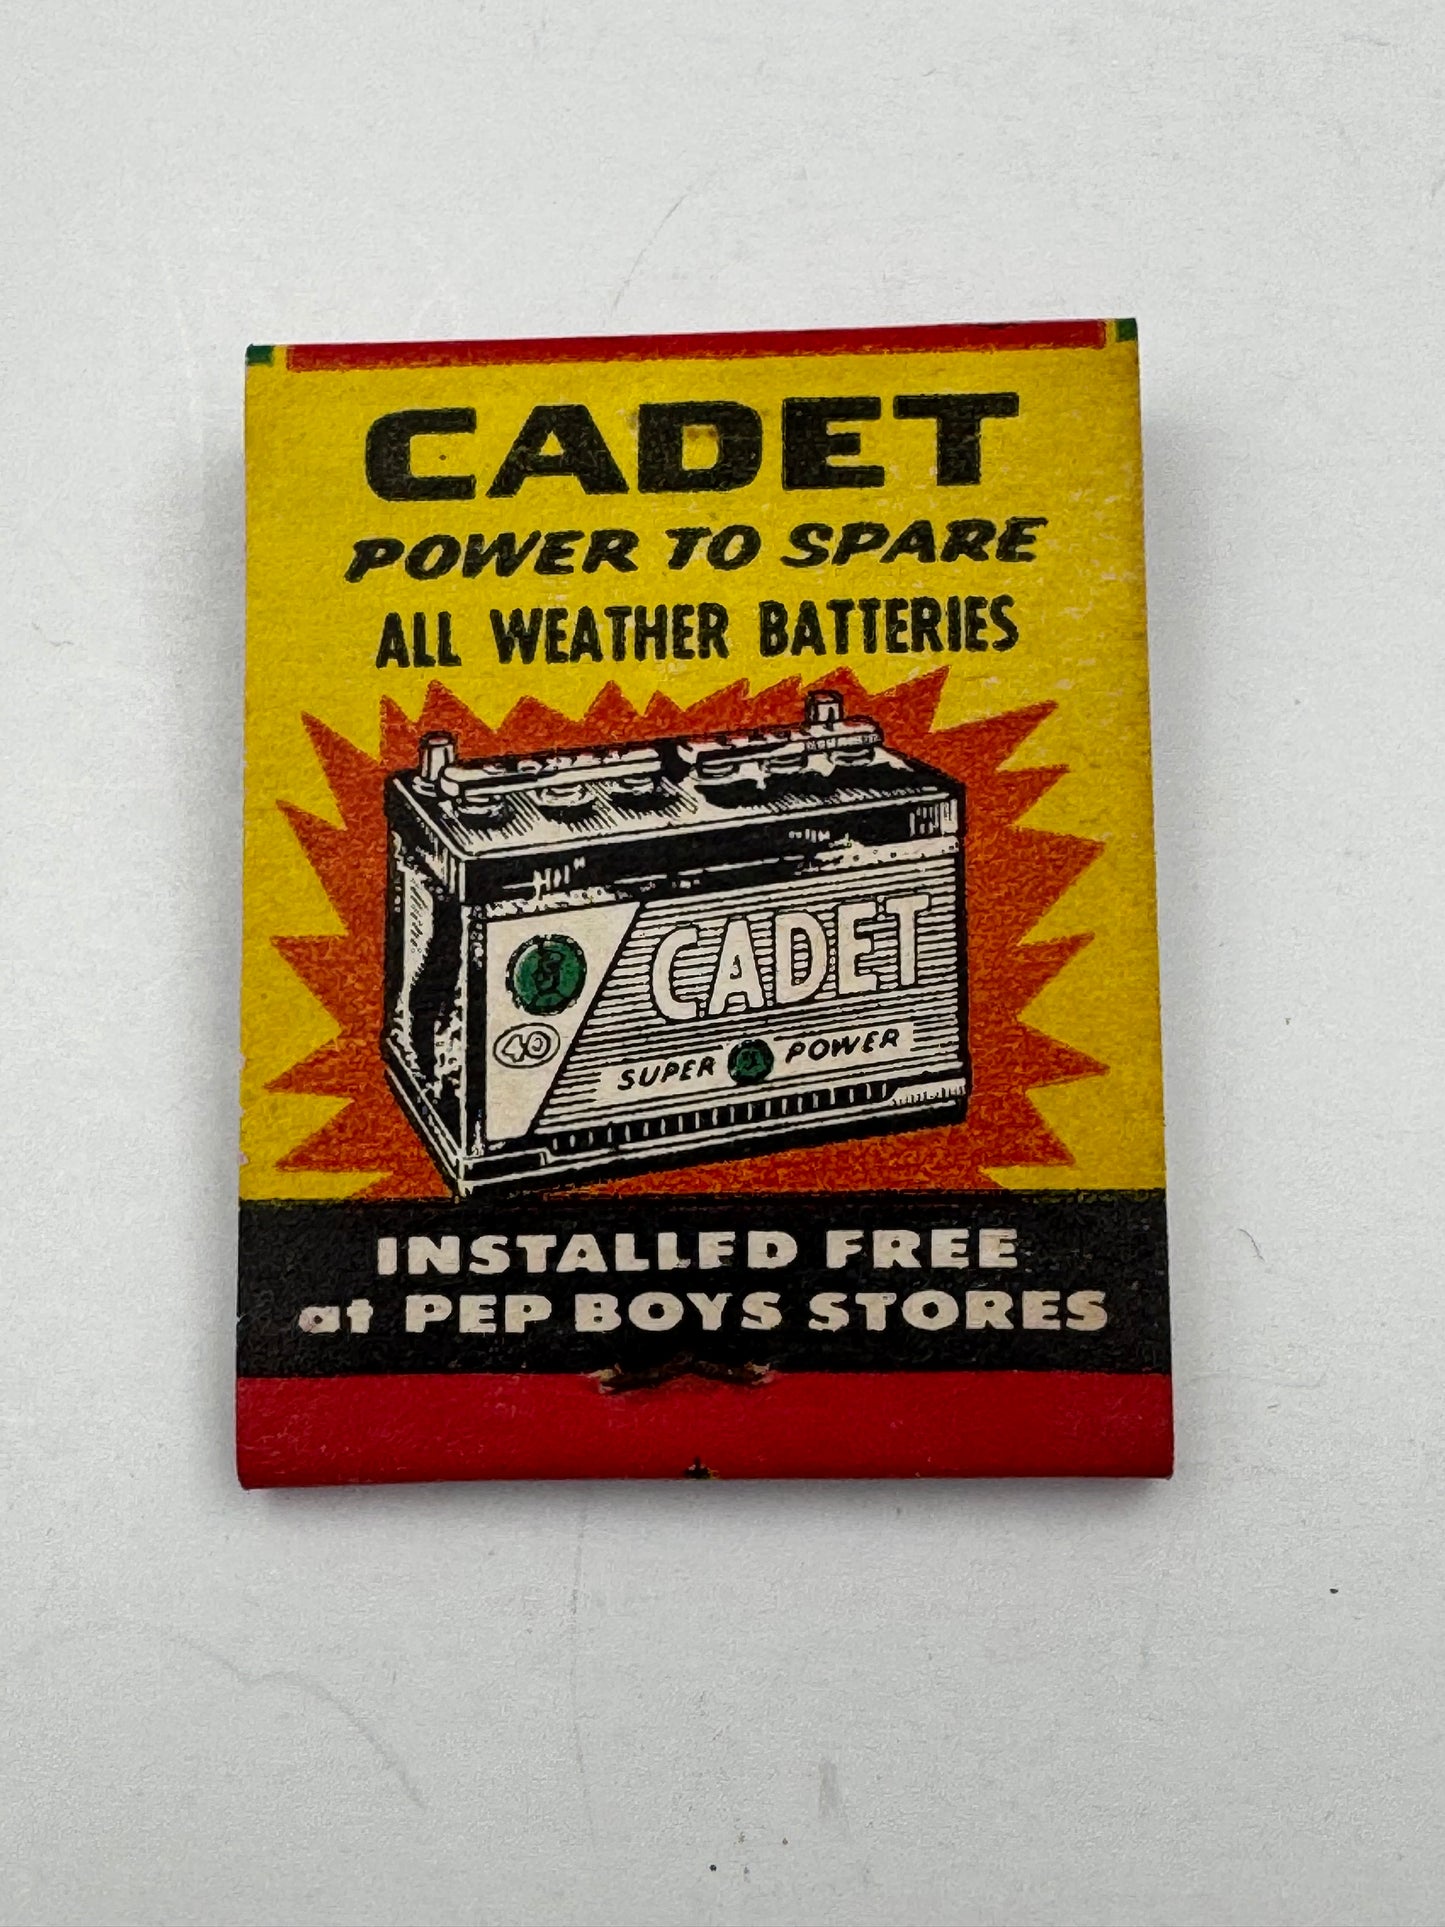 CADET
POWER TO SPARE
ALL WEATHER BATTERIES
CADET
40
SUPER POWER
INSTALLED FREE
at PEP BOYS STORES